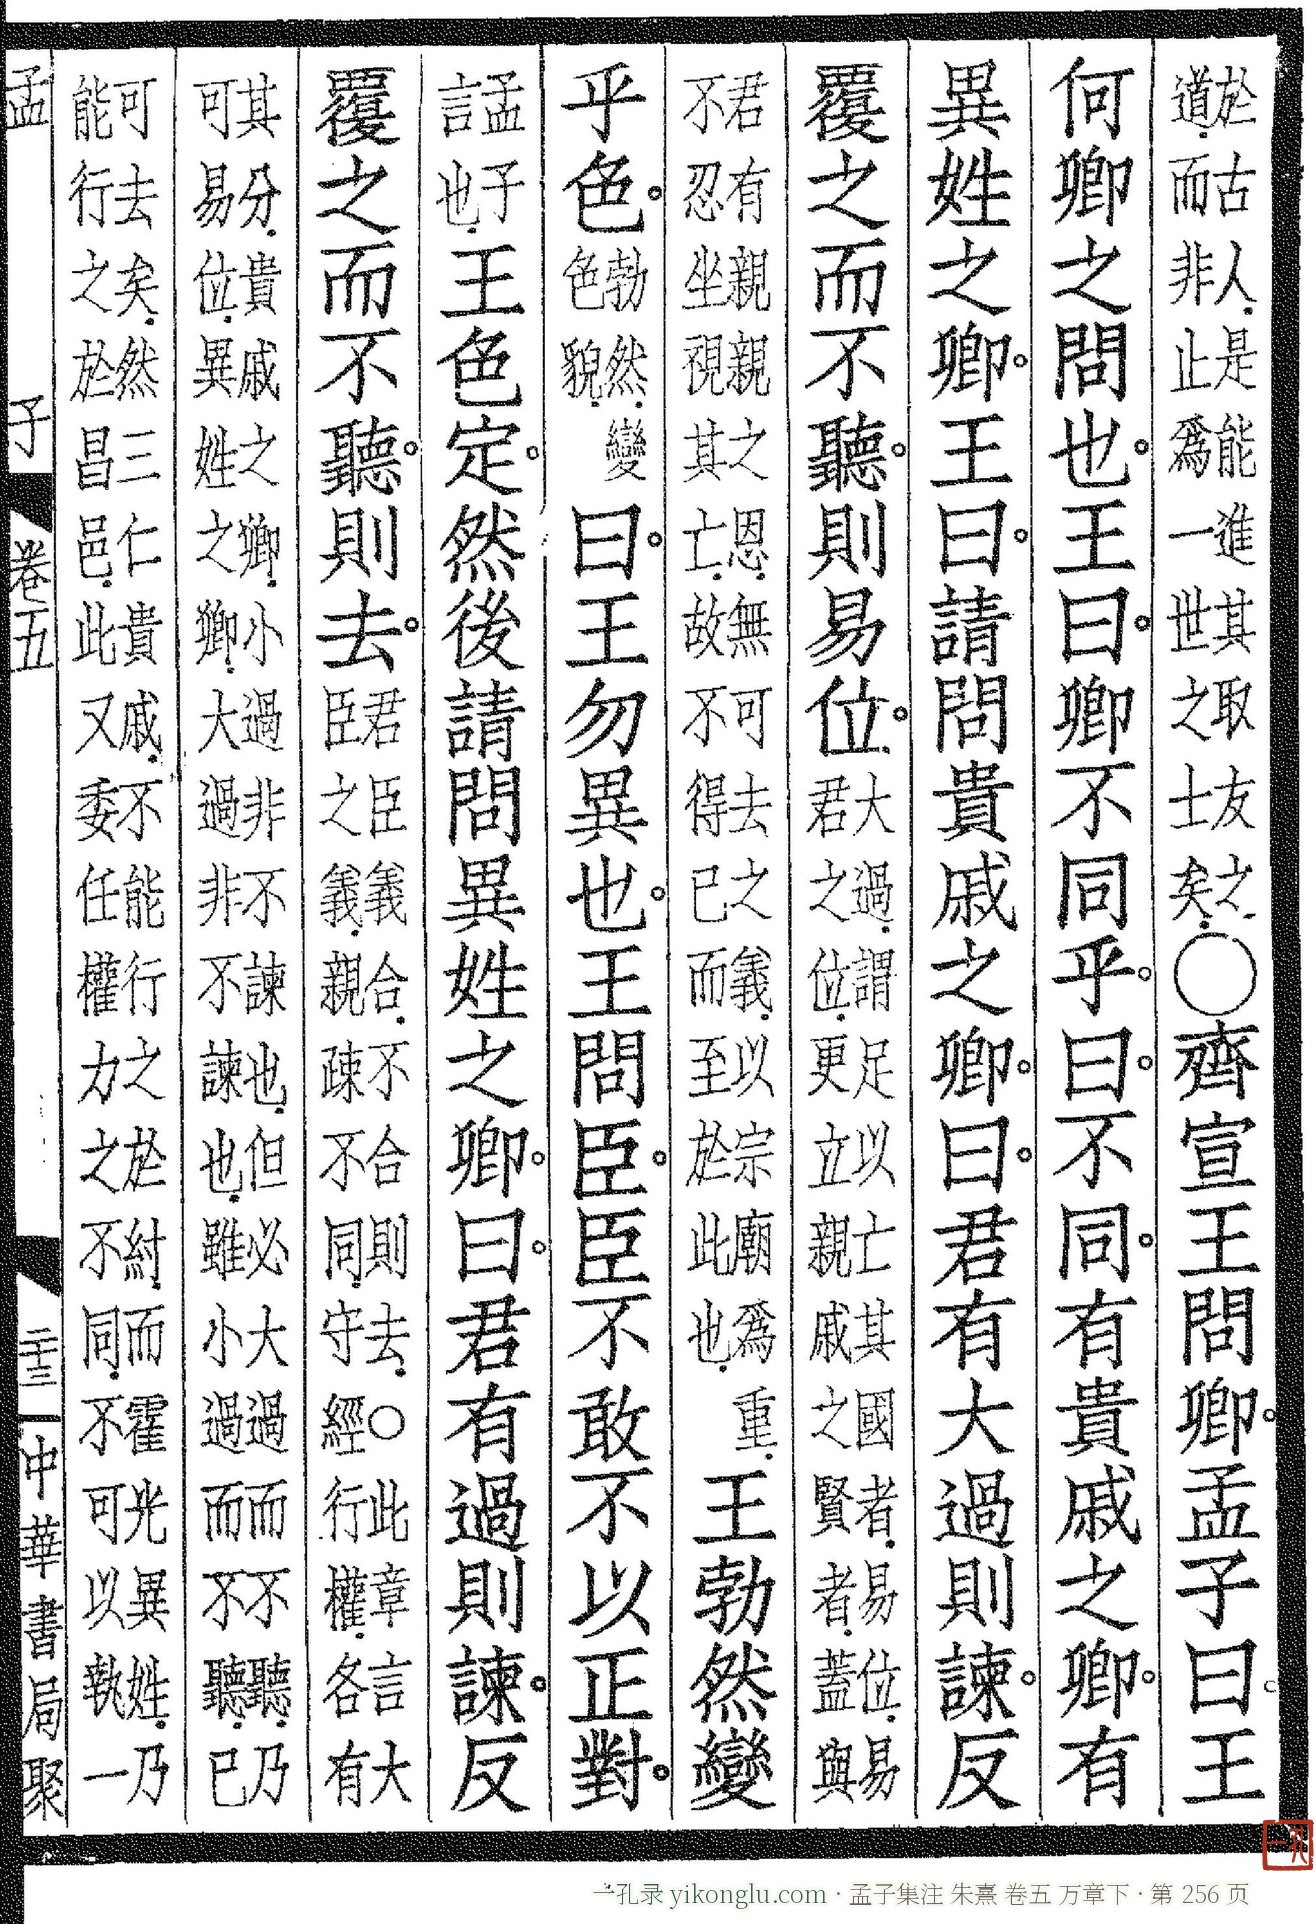 於古人。是能進其取友之
道。而非止爲一世之士矣。
○齊宣王問卿。孟子曰。王
何卿之問也。王曰。卿不同乎。曰。不同。有貴戚之卿。有
異姓之卿。王曰。請問貴戚之卿。曰。君有大過則諫。反
覆之而不聽。則易位。
大過。謂足以亡其國者。易位。易
君之位。更立親戚之賢者。蓋與
君有親親之恩。無可去之義。以宗廟爲重。
不忍坐視其亡。故不得已而至於此也。
王勃然變
乎色。
勃然。變
色貌。
曰。王勿異也。王問臣。臣不敢不以正對。
孟子
言也。
王色定。然後請問異姓之卿。曰。君有過則諫。反
覆之而不聽。則去。
君臣義合。不合則去。○此章言大
臣之義。親疎不同。守經行權。各有
其分。貴戚之卿。小過非不諫也。但必大過而不聽。乃
可易位。異姓之卿。大過非不諫也。雖小過而不聽。已
可去矣。然三仁貴戚。不能行之於紂。而霍光異姓。乃
能行之於昌邑。此又委任權力之不同。不可以執一
孟子
卷五
二十三
中華書局聚
一孔录 yikonglu.com · 孟子集注 朱熹 卷五 万章下 · 第 256 页